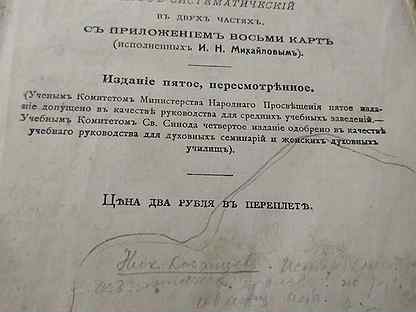 СИСТЕМАТИЧЕСКІЙ
ВЪ ДВУХЪ ЧАСТЯХЪ,
СЪ ПРИЛОЖЕНІЕМЪ ВОСЬМИ КАРТЪ
(исполненныхъ И. Н. Михайловымъ).
Изданіе пятое, пересмотрѣнное.
(Ученымъ Комитетомъ Министерства Народнаго Просвѣщенія пятое изда-
ніе допущено въ качествѣ руководства для среднихъ учебныхъ заведеній.—
Учебнымъ Комитетомъ Св. Синода четвертое изданіе одобрено въ качествѣ
учебнаго руководства для духовныхъ семинарій и женскихъ духовныхъ
училищъ).
ЦѢНА ДВА РУБЛЯ ВЪ ПЕРЕПЛЕТѢ.